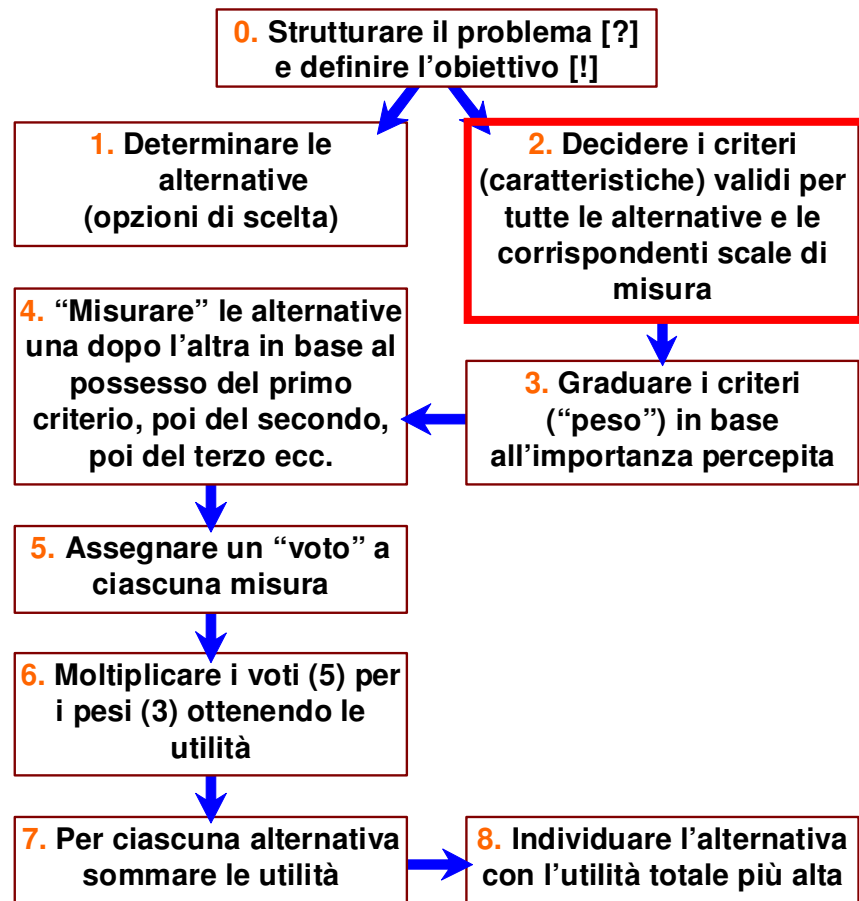 0. Strutturare il problema [?]
e definire l'obiettivo [!]
1. Determinare le
alternative
(opzioni di scelta)
2. Decidere i criteri
(caratteristiche) validi per
tutte le alternative e le
corrispondenti scale di
misura
3. Graduare i criteri
(“peso”) in base
all'importanza percepita
4. “Misurare” le alternative
una dopo l'altra in base al
possesso del primo
criterio, poi del secondo,
poi del terzo ecc.
5. Assegnare un “voto” a
ciascuna misura
6. Moltiplicare i voti (5) per
i pesi (3) ottenendo le
utilità
7. Per ciascuna alternativa
sommare le utilità
8. Individuare l'alternativa
con l'utilità totale più alta